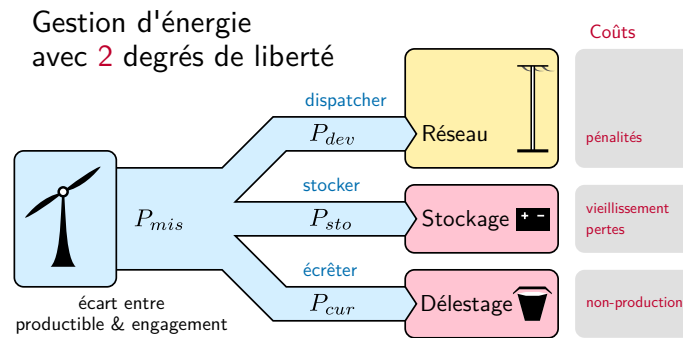 Gestion d'énergie
avec 2 degrés de liberté
Coûts
dispatcher
P_dev
Réseau
pénalités
P_mis
stocker
P_sto
Stockage
+ −
vieillissement
pertes
écrêter
P_cur
Délestage
non-production
écart entre
productible & engagement